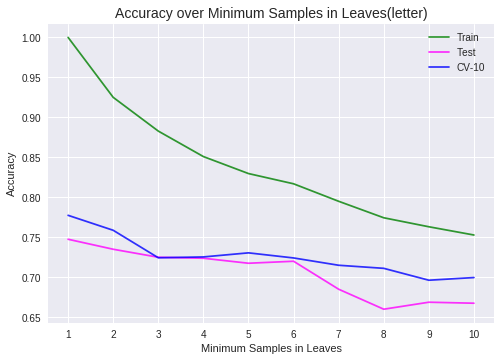 Accuracy over Minimum Samples in Leaves(letter)
Train
Test
CV-10
1.00
0.95
0.90
0.85
0.80
0.75
0.70
0.65
Accuracy
1 2 3 4 5 6 7 8 9 10
Minimum Samples in Leaves